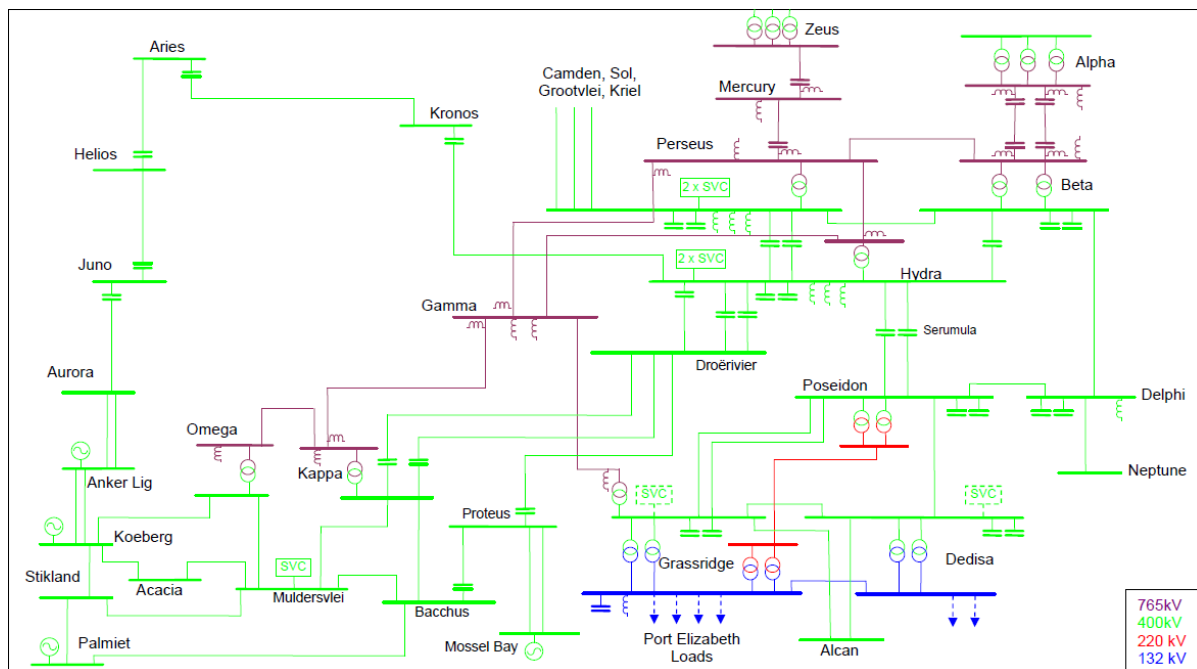 Zeus
Aries
Alpha
Camden, Sol,
Grootvlei, Kriel
Mercury
Kronos
Perseus
Helios
Beta
2 x SVC
2 x SVC
Juno
Hydra
Gamma
Serumula
Droërivier
Aurora
Poseidon
Delphi
Omega
Kappa
Anker Lig
Neptune
SVC
SVC
Proteus
Koeberg
Grassridge
Dedisa
Stikland
SVC
Acacia
Muldersvlei
Bacchus
Palmiet
Mossel Bay
Port Elizabeth
Loads
Alcan
765kV
400kV
220 kV
132 kV